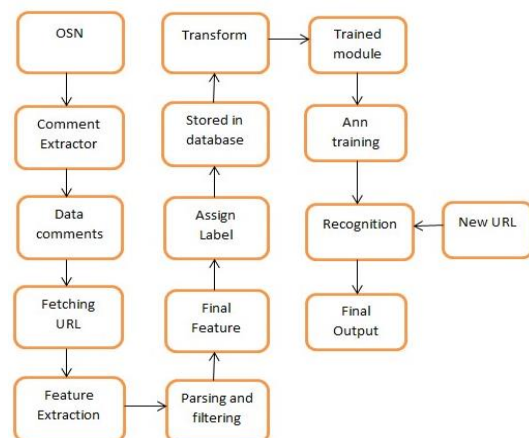 OSN
Comment
Extractor
Data
comments
Fetching
URL
Feature
Extraction
Parsing and
filtering
Final
Feature
Assign
Label
Stored in
database
Transform
Trained
module
Ann
training
Recognition
New URL
Final
Output